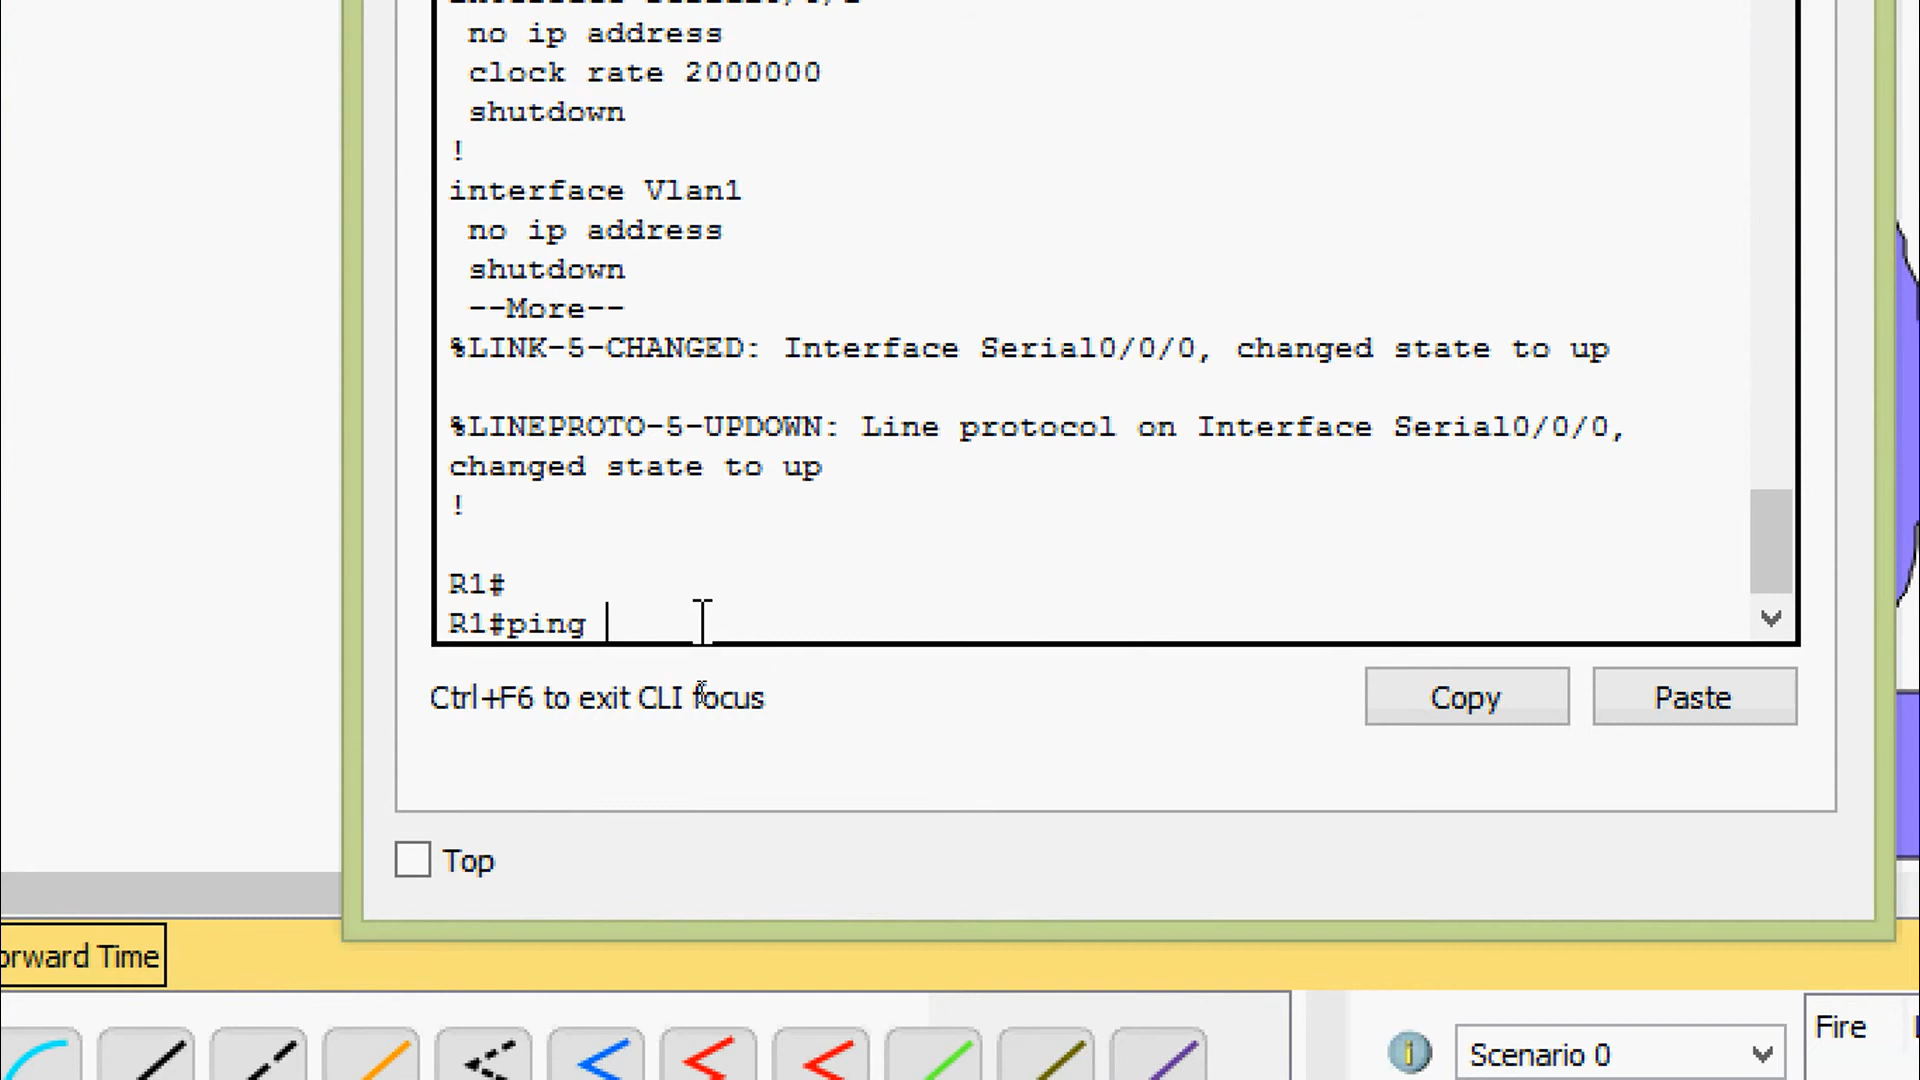 no ip address
clock rate 2000000
shutdown
!
interface Vlan1
no ip address
shutdown
--More--
%LINK-5-CHANGED: Interface Serial0/0/0, changed state to up
%LINEPROTO-5-UPDOWN: Line protocol on Interface Serial0/0/0,
changed state to up
!
R1#
R1#ping
Ctrl+F6 to exit CLI focus
Copy
Paste
Top
orward Time
Scenario 0
Fire